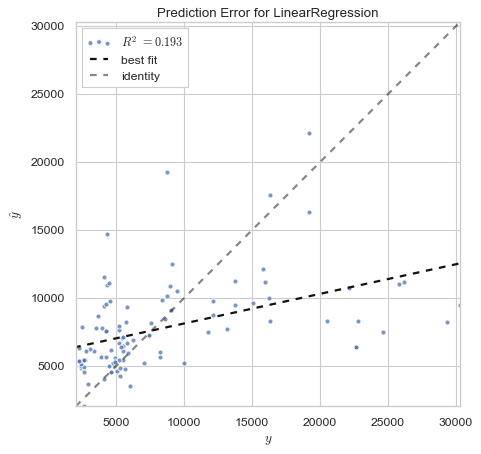 Prediction Error for LinearRegression
R² = 0.193
best fit
identity
30000
25000
20000
15000
10000
5000
ŷ
5000 10000 15000 20000 25000 30000
y